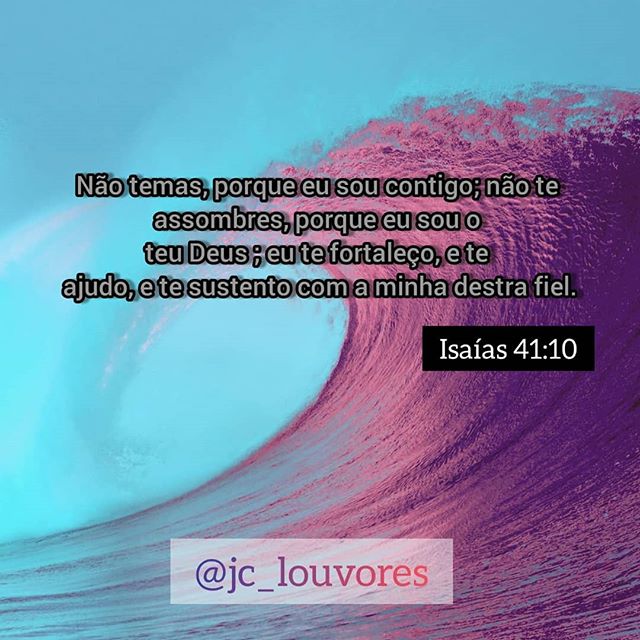 Não temas, porque eu sou contigo; não te
assombres, porque eu sou o
teu Deus ; eu te fortaleço, e te
ajudo, e te sustento com a minha destra fiel.
Isaías 41:10
@jc_louvores